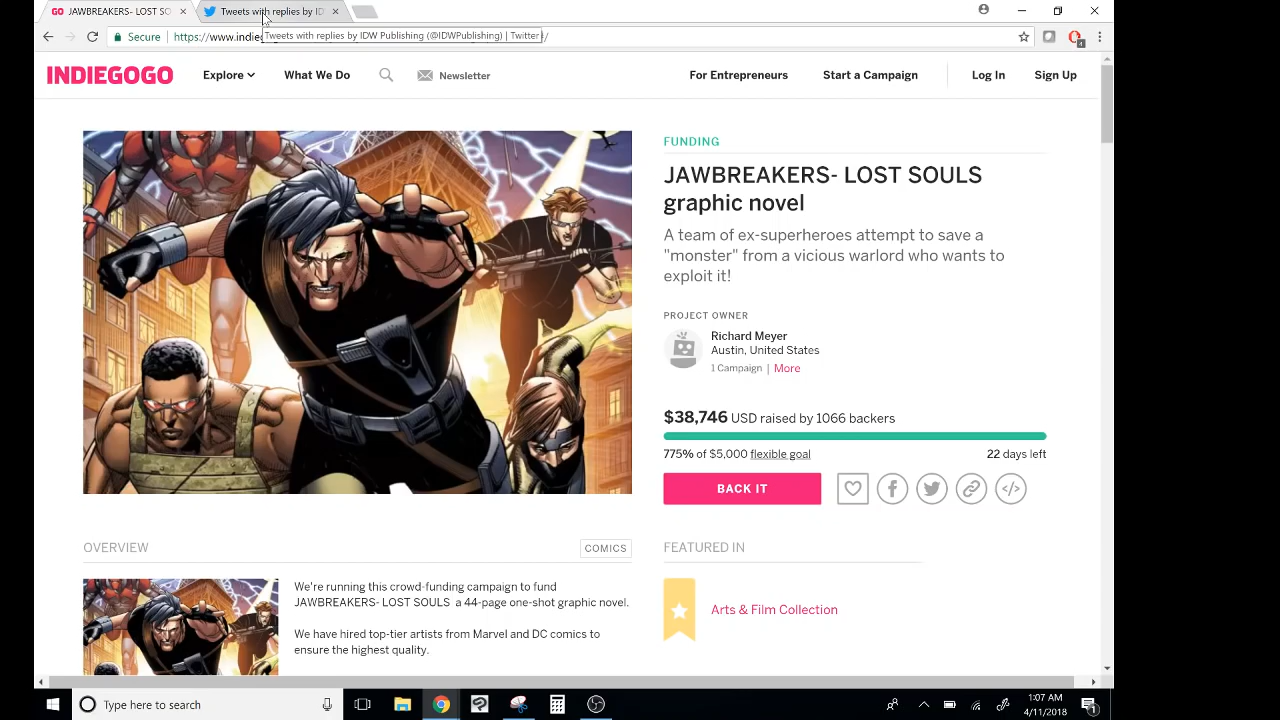 GO JAWBREAKERS- LOST SO
Tweets with replies by ID
Secure https://www.indieg
Tweets with replies by IDW Publishing (@IDWPublishing) | Twitter
INDIEGOGO
Explore
What We Do
Newsletter
For Entrepreneurs
Start a Campaign
Log In
Sign Up
FUNDING
JAWBREAKERS- LOST SOULS
graphic novel
A team of ex-superheroes attempt to save a
"monster" from a vicious warlord who wants to
exploit it!
PROJECT OWNER
Richard Meyer
Austin, United States
1 Campaign | More
$38,746 USD raised by 1066 backers
775% of $5,000 flexible goal
22 days left
BACK IT
OVERVIEW
COMICS
We're running this crowd-funding campaign to fund
JAWBREAKERS- LOST SOULS a 44-page one-shot graphic novel.
We have hired top-tier artists from Marvel and DC comics to
ensure the highest quality.
FEATURED IN
Arts & Film Collection
Type here to search
1:07 AM
4/11/2018